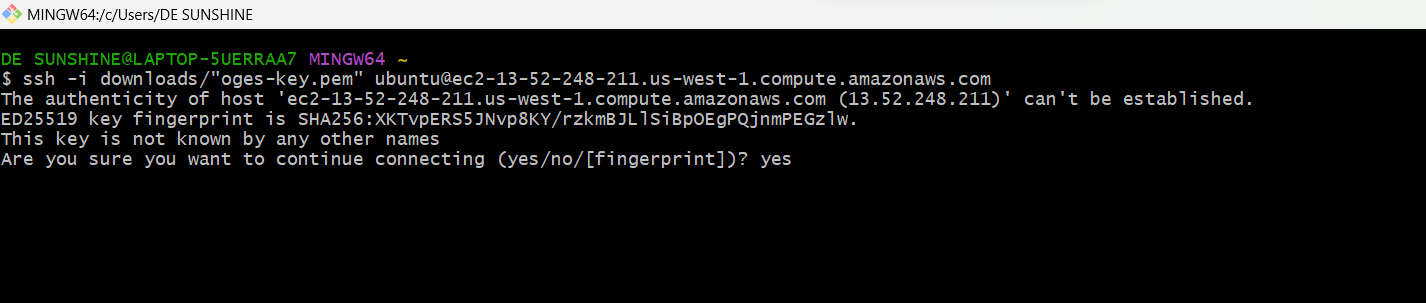 MINGW64:/c/Users/DE SUNSHINE
DE SUNSHINE@LAPTOP-5UERRAA7 MINGW64 ~
$ ssh -i downloads/"oges-key.pem" ubuntu@ec2-13-52-248-211.us-west-1.compute.amazonaws.com
The authenticity of host 'ec2-13-52-248-211.us-west-1.compute.amazonaws.com (13.52.248.211)' can't be established.
ED25519 key fingerprint is SHA256:XKTvpERS5JNvp8KY/rzkmBJLlSiBpOEgPQjnmPEGzlw.
This key is not known by any other names
Are you sure you want to continue connecting (yes/no/[fingerprint])? yes